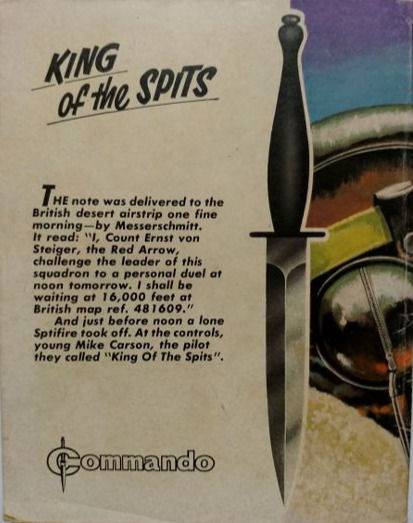 KING
of the SPITS
THE note was delivered to the
British desert airstrip one fine
morning—by Messerschmitt.
It read: "I, Count Ernst von
Steiger, the Red Arrow,
challenge the leader of this
squadron to a personal duel at
noon tomorrow. I shall be
waiting at 16,000 feet at
British map ref. 481609."
And just before noon a lone
Sptifire took off. At the controls,
young Mike Carson, the pilot
they called "King Of The Spits".
Commando